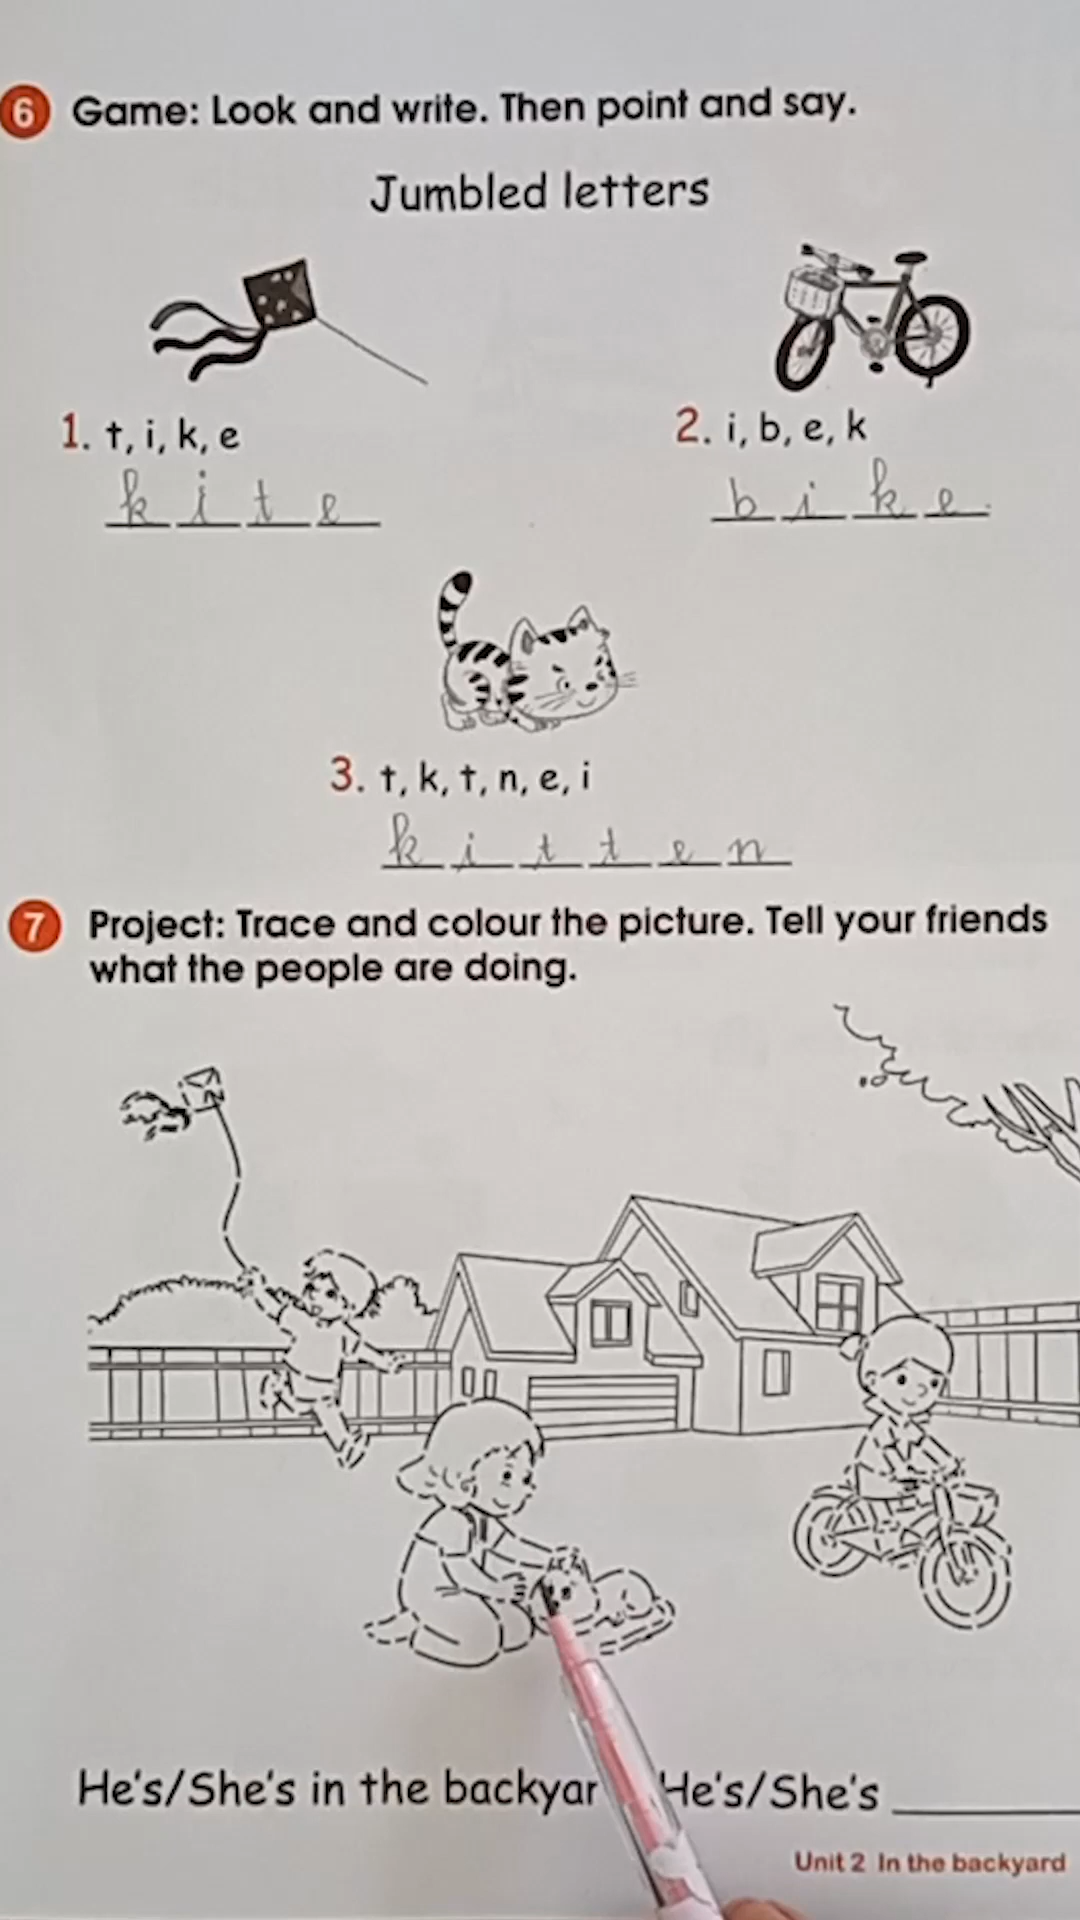 6 Game: Look and write. Then point and say.
Jumbled letters
1. t, i, k, e
2. i, b, e, k
k i t e
b i k e
3. t, k, t, n, e, i
k i t t e n
7 Project: Trace and colour the picture. Tell your friends
what the people are doing.
He's/She's in the backyar He's/She's
Unit 2 In the backyard